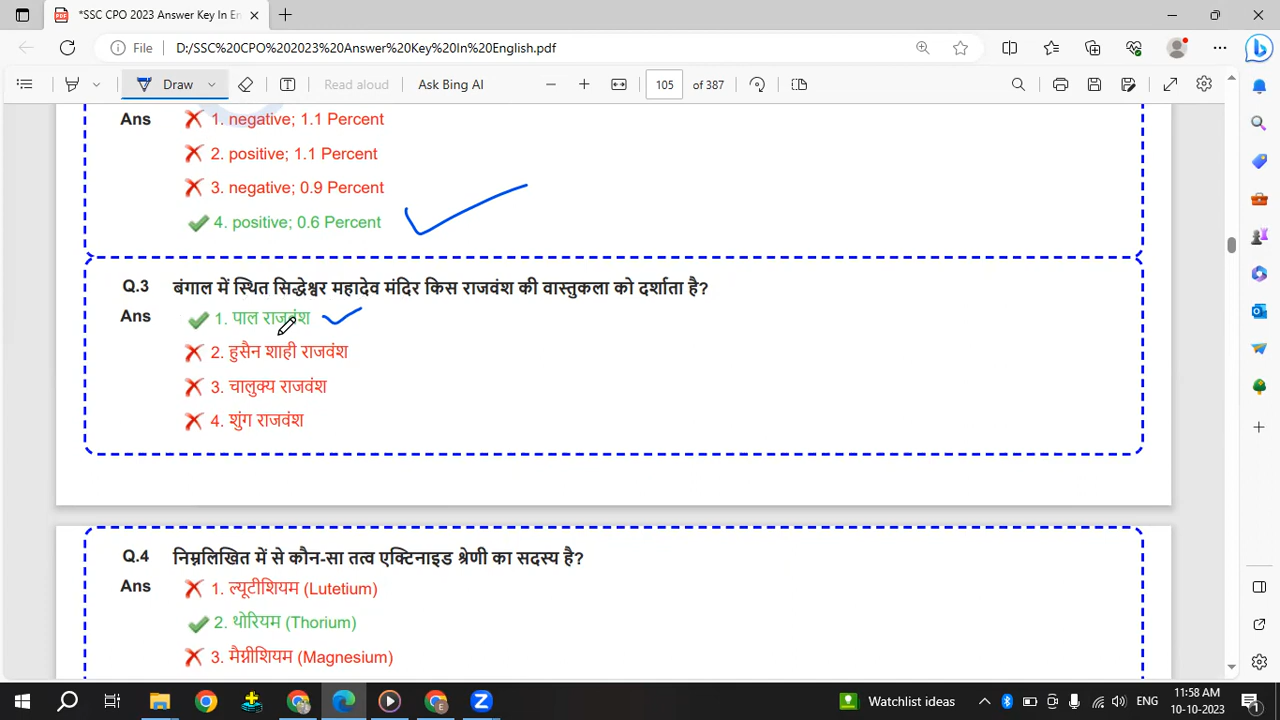 *SSC CPO 2023 Answer Key In En
File
D:/SSC%20CPO%202023%20Answer%20Key%20In%20English.pdf
Draw
Read aloud
Ask Bing AI
105
of 387
Ans
1. negative; 1.1 Percent
2. positive; 1.1 Percent
3. negative; 0.9 Percent
4. positive; 0.6 Percent
Q.3 बंगाल में स्थित सिद्धेश्वर महादेव मंदिर किस राजवंश की वास्तुकला को दर्शाता है?
Ans 1. पाल राजवंश
2. हुसैन शाही राजवंश
3. चालुक्य राजवंश
4. शुंग राजवंश
Q.4 निम्नलिखित में से कौन-सा तत्व एक्टिनाइड श्रेणी का सदस्य है?
Ans 1. ल्यूटीशियम (Lutetium)
2. थोरियम (Thorium)
3. मैग्नीशियम (Magnesium)
Watchlist ideas
ENG
11:58 AM
10-10-2023
1